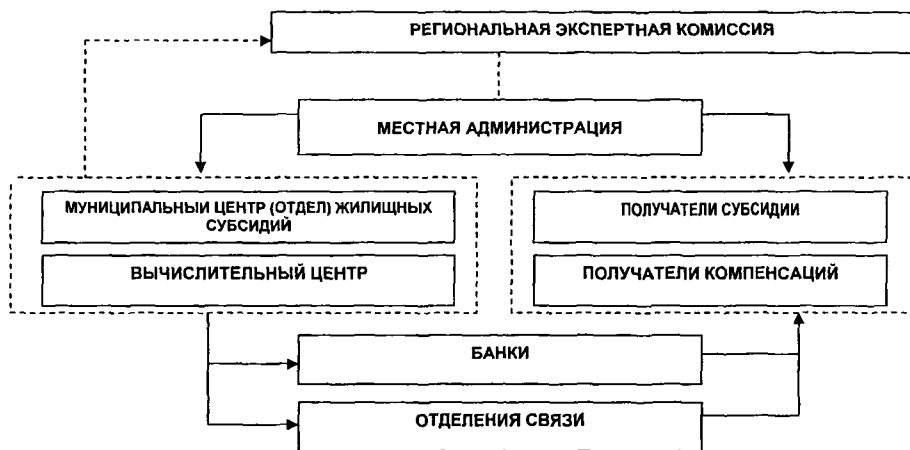 РЕГИОНАЛЬНАЯ ЭКСПЕРТНАЯ КОМИССИЯ
МЕСТНАЯ АДМИНИСТРАЦИЯ
МУНИЦИПАЛЬНЫЙ ЦЕНТР (ОТДЕЛ) ЖИЛИЩНЫХ
СУБСИДИЙ
ВЫЧИСЛИТЕЛЬНЫЙ ЦЕНТР
ПОЛУЧАТЕЛИ СУБСИДИИ
ПОЛУЧАТЕЛИ КОМПЕНСАЦИЙ
БАНКИ
ОТДЕЛЕНИЯ СВЯЗИ